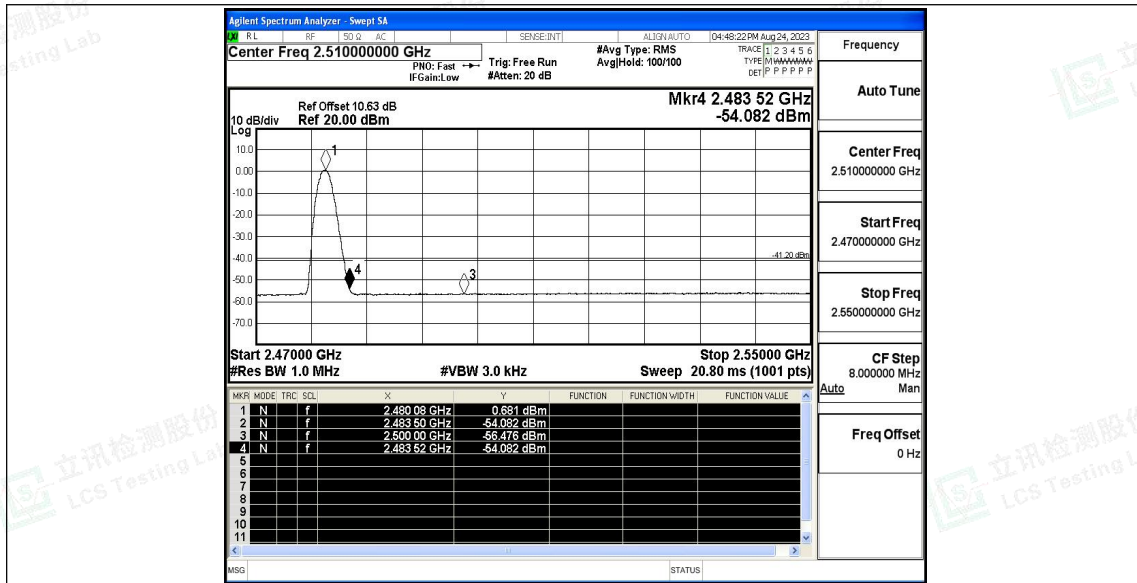 Agilent Spectrum Analyzer - Swept SA
RL RF 50 Ω AC SENSE:INT ALIGN AUTO 04:48:22 PM Aug 24, 2023
Center Freq 2.510000000 GHz
PNO: Fast
IFGain:Low
Trig: Free Run
#Atten: 20 dB
#Avg Type: RMS
Avg|Hold: 100/100
TRACE 1 2 3 4 5 6
TYPE M
DET P P P P P P
Frequency
Auto Tune
Center Freq
2.510000000 GHz
Start Freq
2.470000000 GHz
Stop Freq
2.550000000 GHz
CF Step
8.000000 MHz
Auto Man
Freq Offset
0 Hz
Mkr4 2.483 52 GHz
-54.082 dBm
Ref Offset 10.63 dB
10 dB/div Ref 20.00 dBm
Log
10.0
0.00
-10.0
-20.0
-30.0
-40.0
-50.0
-60.0
-70.0
1
4
3
-41.20 dBm
Start 2.47000 GHz Stop 2.55000 GHz
#Res BW 1.0 MHz #VBW 3.0 kHz Sweep 20.80 ms (1001 pts)
MKR MODE TRC SCL X Y FUNCTION FUNCTION WIDTH FUNCTION VALUE
1 N f 2.480 08 GHz 0.681 dBm
2 N f 2.483 50 GHz -54.082 dBm
3 N f 2.500 00 GHz -56.476 dBm
4 N f 2.483 52 GHz -54.082 dBm
5
6
7
8
9
10
11
MSG STATUS
立讯检测股份
LCS Testing Lab
立讯检测股份
LCS Testing L